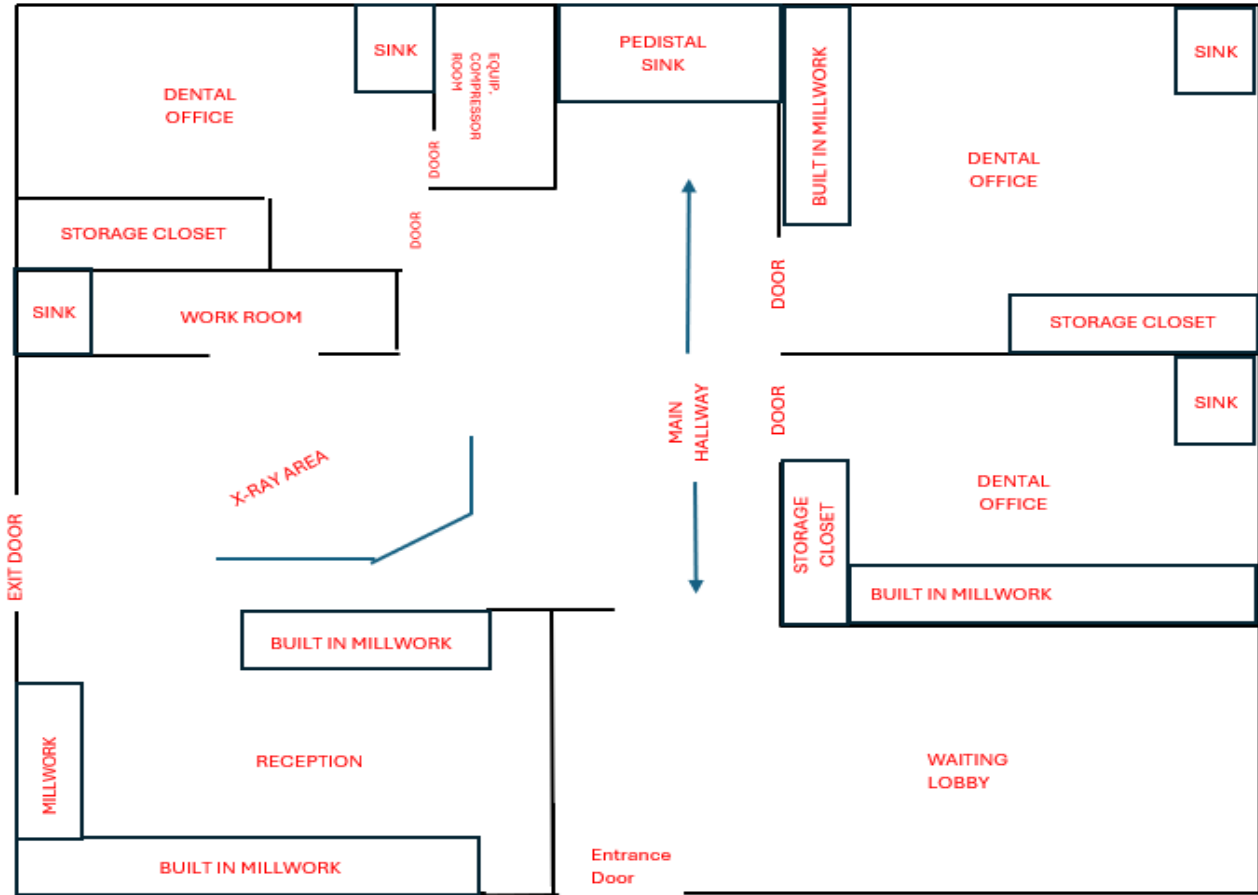 SINK
EQUIP.
COMPRESSOR
ROOM
PEDISTAL
SINK
SINK
DENTAL
OFFICE
BUILT IN MILLWORK
DENTAL
OFFICE
DOOR
DOOR
STORAGE CLOSET
DOOR
SINK
WORK ROOM
STORAGE CLOSET
MAIN
HALLWAY
DOOR
SINK
X-RAY AREA
DENTAL
OFFICE
EXIT DOOR
STORAGE
CLOSET
BUILT IN MILLWORK
BUILT IN MILLWORK
MILLWORK
RECEPTION
WAITING
LOBBY
BUILT IN MILLWORK
Entrance
Door